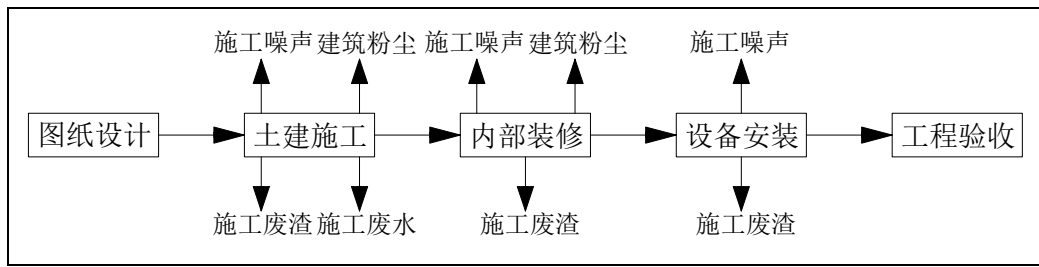 施工噪声 建筑粉尘 施工噪声 建筑粉尘 施工噪声
图纸设计 土建施工 内部装修 设备安装 工程验收
施工废渣 施工废水 施工废渣 施工废渣